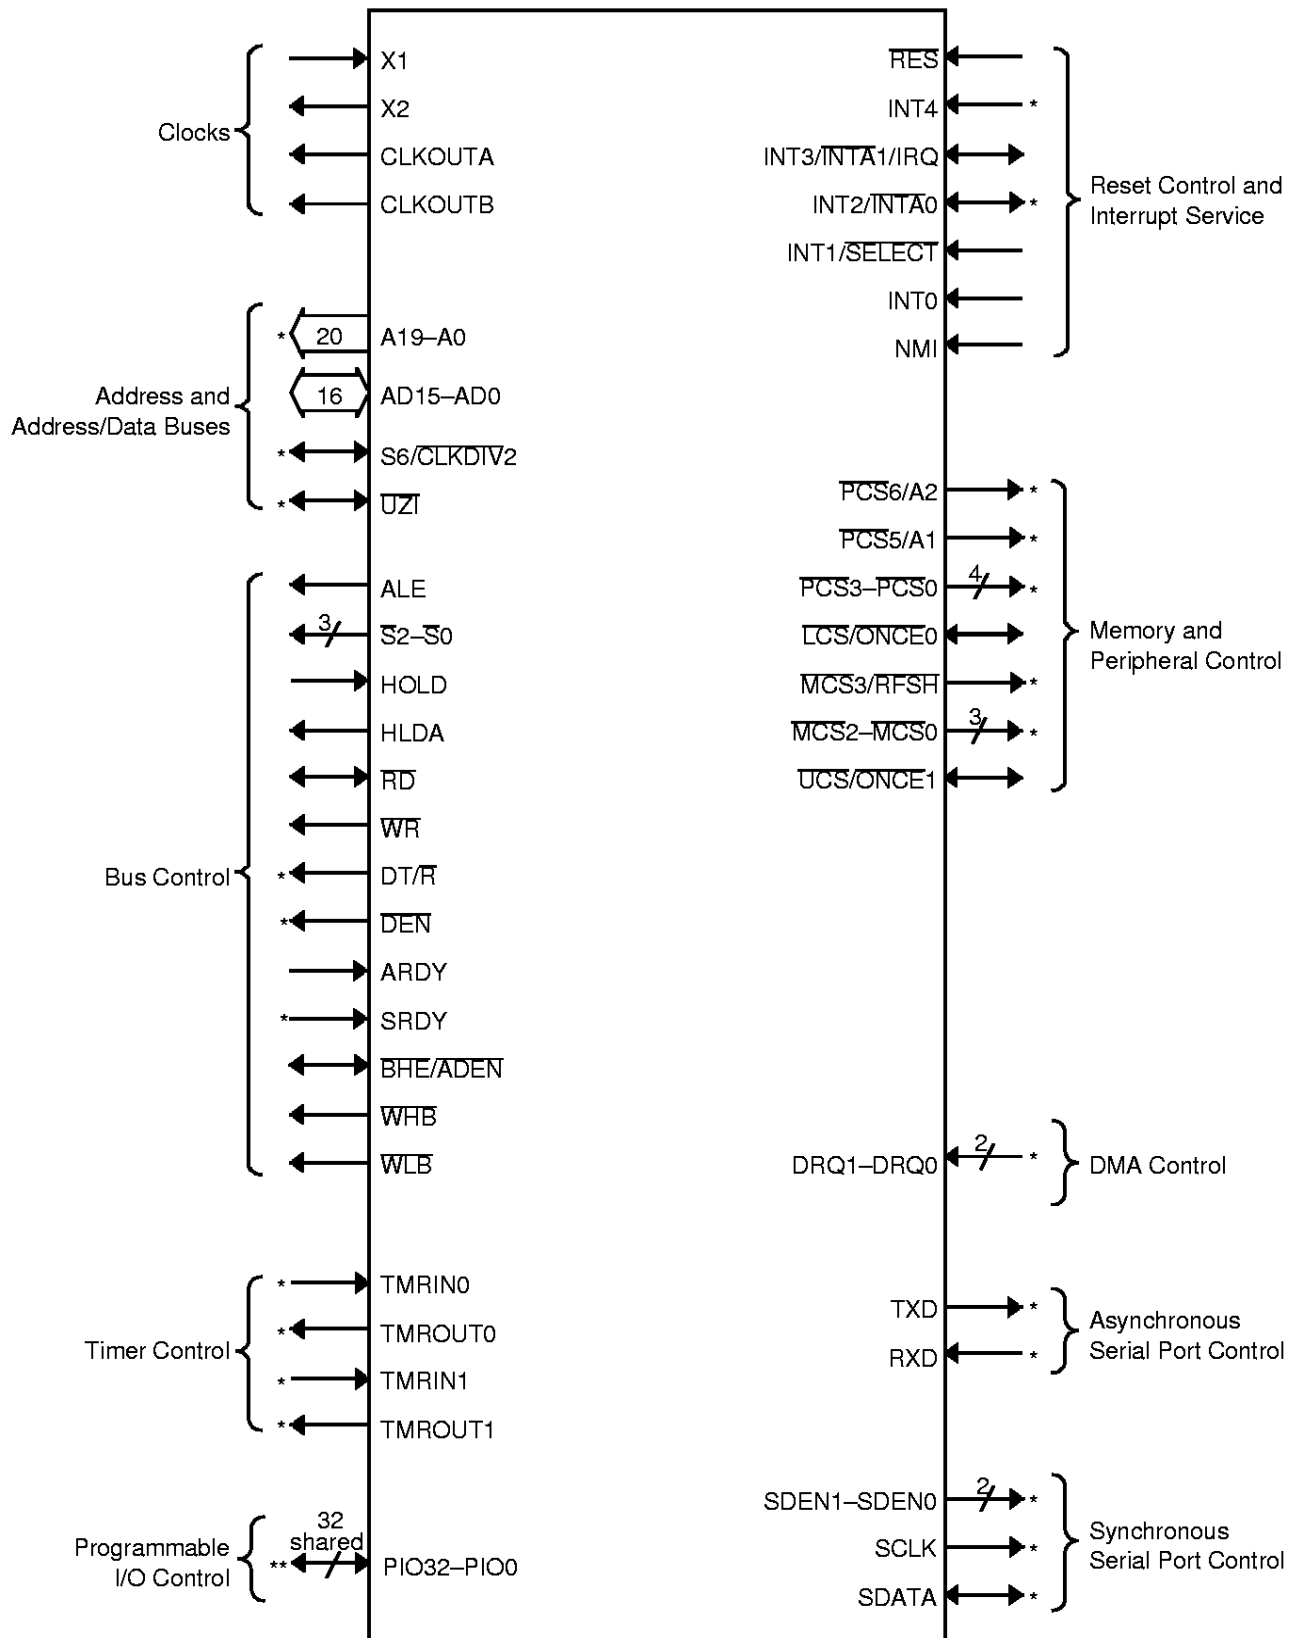 Clocks
X1
X2
CLKOUTA
CLKOUTB
Address and
Address/Data Buses
* 20 A19–A0
16 AD15–AD0
* S6/CLKDIV2
* UZI
Bus Control
ALE
3 S2–S0
HOLD
HLDA
RD
WR
* DT/R
* DEN
ARDY
* SRDY
BHE/ADEN
WHB
WLB
Timer Control
* TMRIN0
* TMROUT0
* TMRIN1
* TMROUT1
Programmable
I/O Control
32
shared
** PIO32–PIO0
RES
INT4 *
INT3/INTA1/IRQ
INT2/INTA0 *
INT1/SELECT
INT0
NMI
Reset Control and
Interrupt Service
PCS6/A2 *
PCS5/A1 *
PCS3–PCS0 4 *
LCS/ONCE0
MCS3/RFSH *
MCS2–MCS0 3 *
UCS/ONCE1
Memory and
Peripheral Control
DRQ1–DRQ0 2 *
DMA Control
TXD *
RXD *
Asynchronous
Serial Port Control
SDEN1–SDEN0 2 *
SCLK *
SDATA *
Synchronous
Serial Port Control